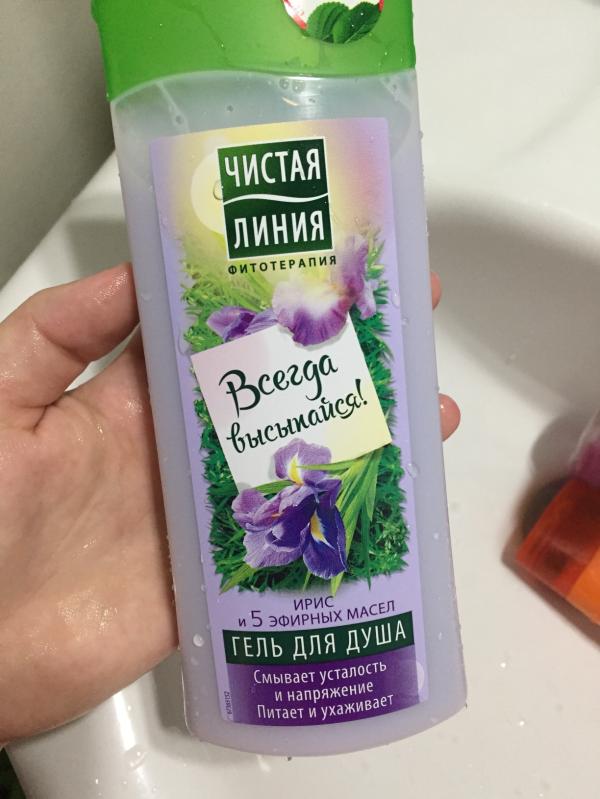 ЧИСТАЯ
ЛИНИЯ
ФИТОТЕРАПИЯ
Всегда
высыпайся!
ИРИС
и 5 ЭФИРНЫХ МАСЕЛ
ГЕЛЬ ДЛЯ ДУША
Смывает усталость
и напряжение
Питает и ухаживает